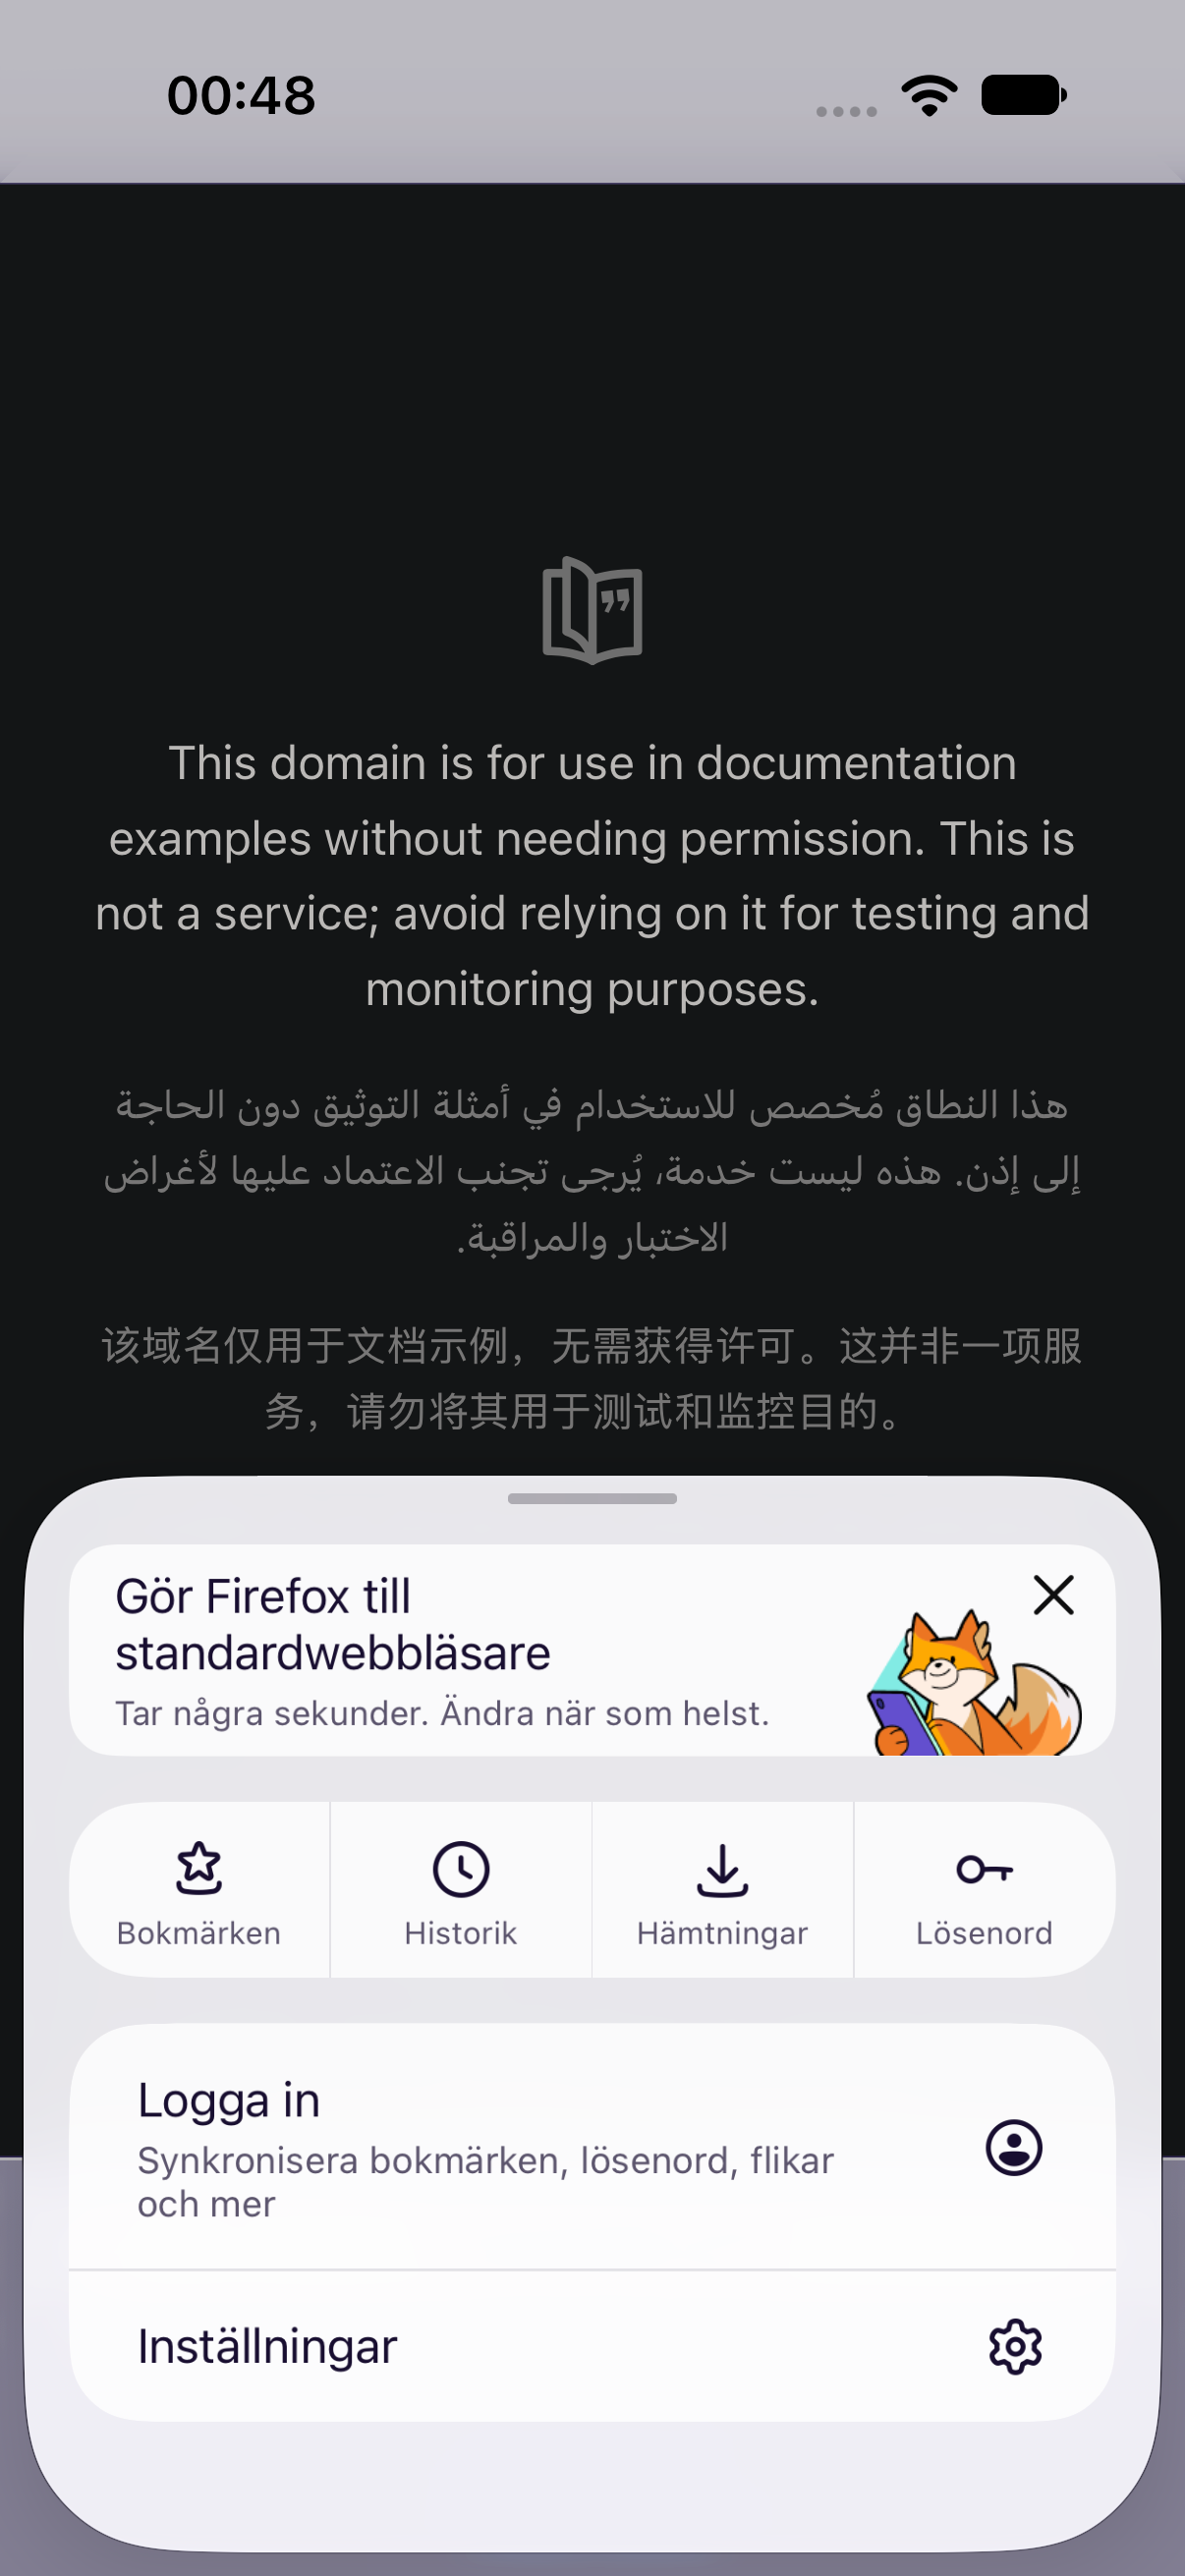 00:48
This domain is for use in documentation
examples without needing permission. This is
not a service; avoid relying on it for testing and
monitoring purposes.
هذا النطاق مُخصص للاستخدام في أمثلة التوثيق دون الحاجة
إلى إذن. هذه ليست خدمة، يُرجى تجنب الاعتماد عليها لأغراض
الاختبار والمراقبة.
该域名仅用于文档示例，无需获得许可。这并非一项服
务，请勿将其用于测试和监控目的。
Gör Firefox till
standardwebbläsare
Tar några sekunder. Ändra när som helst.
Bokmärken
Historik
Hämtningar
Lösenord
Logga in
Synkronisera bokmärken, lösenord, flikar
och mer
Inställningar